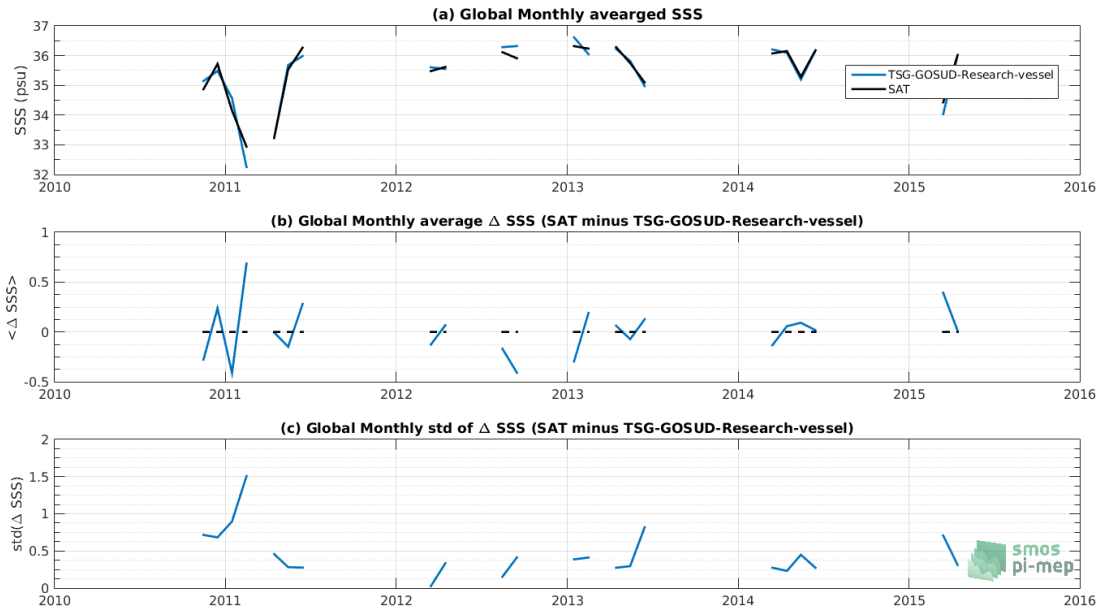 (a) Global Monthly avearged SSS
37
36
35
34
33
32
SSS (psu)
TSG-GOSUD-Research-vessel
SAT
2010 2011 2012 2013 2014 2015 2016
(b) Global Monthly average Δ SSS (SAT minus TSG-GOSUD-Research-vessel)
1
0.5
0
-0.5
<Δ SSS>
2010 2011 2012 2013 2014 2015 2016
(c) Global Monthly std of Δ SSS (SAT minus TSG-GOSUD-Research-vessel)
2
1.5
1
0.5
0
std(Δ SSS)
smos
pi-mep
2010 2011 2012 2013 2014 2015 2016